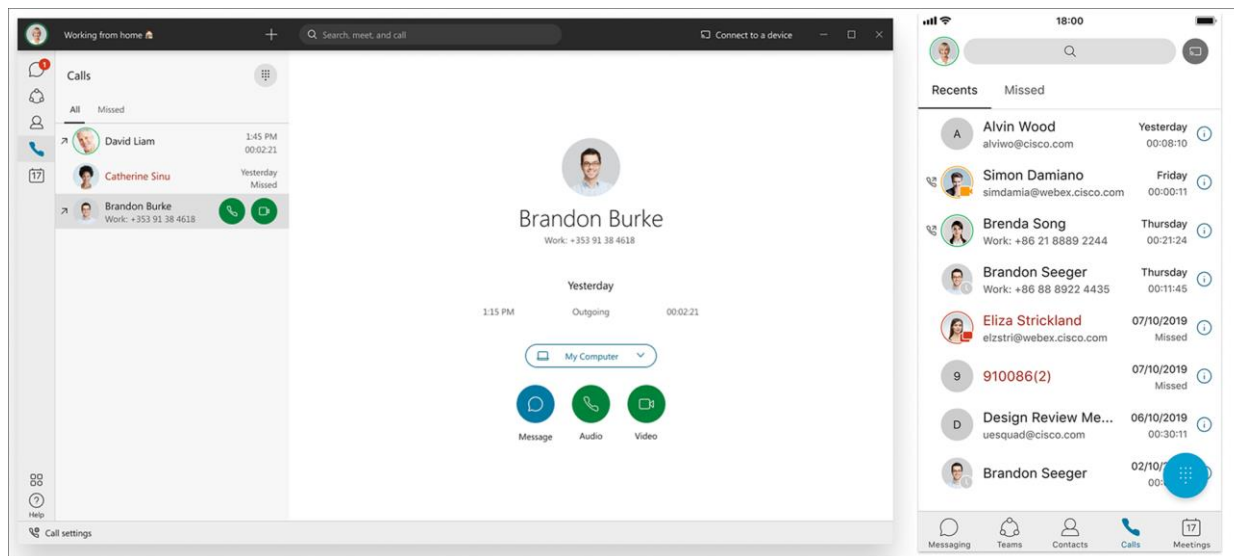 Working from home
Search, meet, and call
Connect to a device
1
Calls
All Missed
David Liam
1:45 PM
00:02:21
Catherine Sinu
Yesterday
Missed
Brandon Burke
Work: +353 91 38 4618
17
Help
Call settings
Brandon Burke
Work: +353 91 38 4618
Yesterday
1:15 PM Outgoing 00:02:21
My Computer
Message Audio Video
18:00
Recents Missed
A
Alvin Wood Yesterday
alviwo@cisco.com 00:08:10
Simon Damiano Friday
simdamia@webex.cisco.com 00:00:11
Brenda Song Thursday
Work: +86 21 8889 2244 00:21:24
Brandon Seeger Thursday
Work: +86 88 8922 4435 00:11:45
Eliza Strickland 07/10/2019
elzstri@webex.cisco.com Missed
9
910086(2) 07/10/2019
Missed
D
Design Review Me... 06/10/2019
uesquad@cisco.com 00:30:11
Brandon Seeger 02/10/
00:
17
Messaging Teams Contacts Calls Meetings